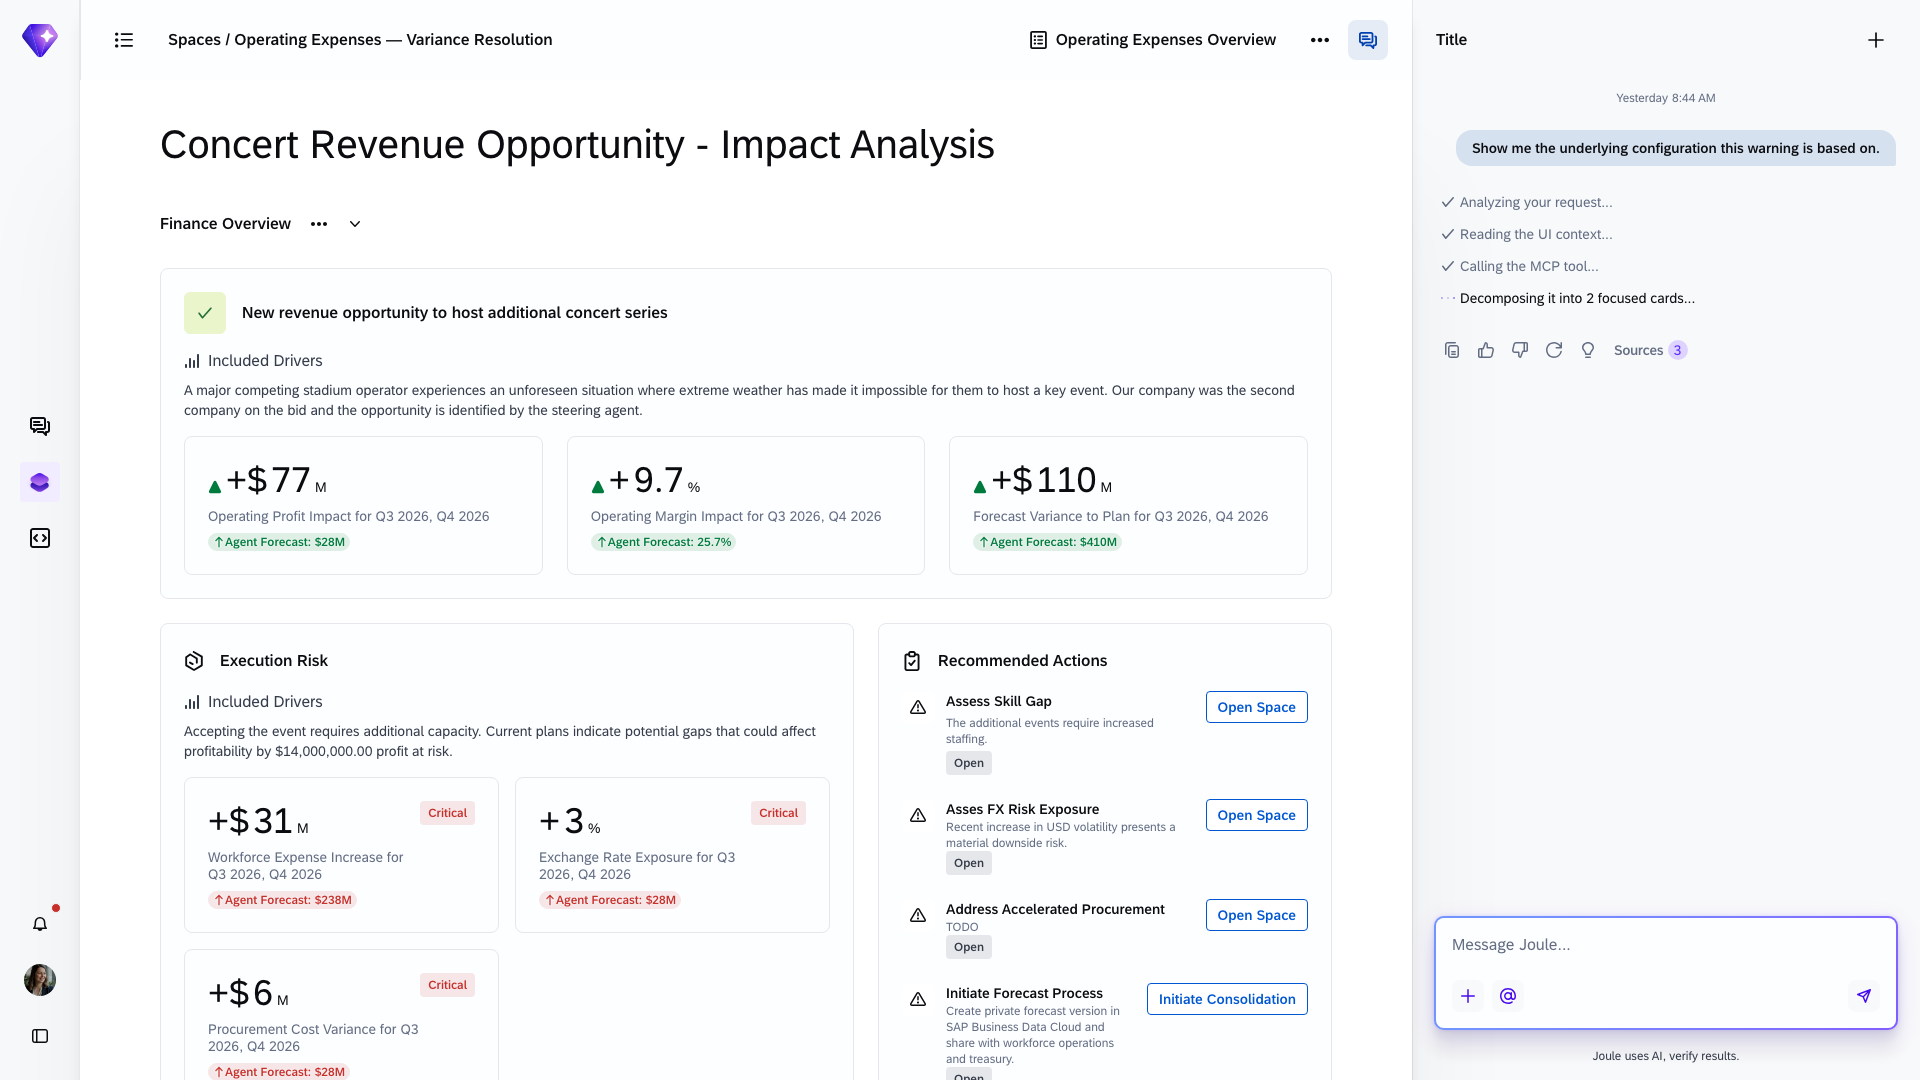 Spaces / Operating Expenses — Variance Resolution
Operating Expenses Overview
Concert Revenue Opportunity - Impact Analysis
Finance Overview
New revenue opportunity to host additional concert series
Included Drivers
A major competing stadium operator experiences an unforeseen situation where extreme weather has made it impossible for them to host a key event. Our company was the second
company on the bid and the opportunity is identified by the steering agent.
+$77 M
Operating Profit Impact for Q3 2026, Q4 2026
↑Agent Forecast: $28M
+9.7 %
Operating Margin Impact for Q3 2026, Q4 2026
↑Agent Forecast: 25.7%
+$110 M
Forecast Variance to Plan for Q3 2026, Q4 2026
↑Agent Forecast: $410M
Execution Risk
Included Drivers
Accepting the event requires additional capacity. Current plans indicate potential gaps that could affect
profitability by $14,000,000.00 profit at risk.
+$31 M
Critical
Workforce Expense Increase for
Q3 2026, Q4 2026
↑Agent Forecast: $238M
+3 %
Critical
Exchange Rate Exposure for Q3
2026, Q4 2026
↑Agent Forecast: $28M
+$6 M
Critical
Procurement Cost Variance for Q3
2026, Q4 2026
↑Agent Forecast: $28M
Recommended Actions
Assess Skill Gap
The additional events require increased
staffing.
Open
Open Space
Asses FX Risk Exposure
Recent increase in USD volatility presents a
material downside risk.
Open
Open Space
Address Accelerated Procurement
TODO
Open
Open Space
Initiate Forecast Process
Create private forecast version in
SAP Business Data Cloud and
share with workforce operations
and treasury.
Open
Initiate Consolidation
Title
Yesterday 8:44 AM
Show me the underlying configuration this warning is based on.
Analyzing your request...
Reading the UI context...
Calling the MCP tool...
Decomposing it into 2 focused cards...
Sources 3
Message Joule...
Joule uses AI, verify results.